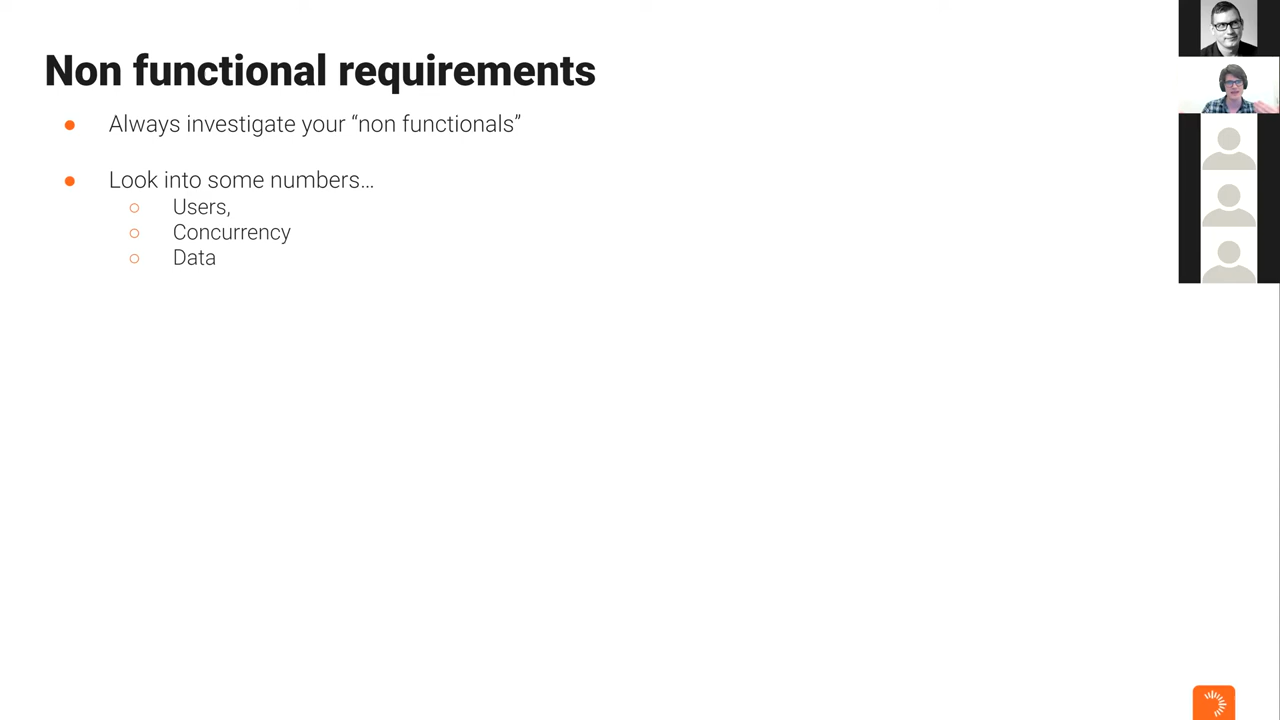 Non functional requirements
Always investigate your “non functionals”
Look into some numbers…
Users,
Concurrency
Data